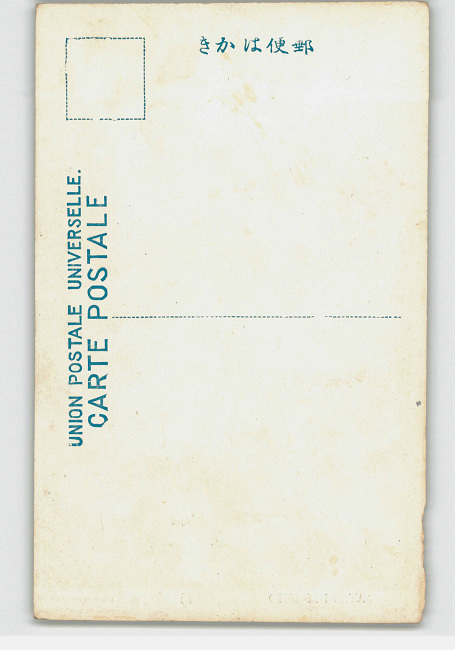 きかは便郵
UNION POSTALE UNIVERSELLE.
CARTE POSTALE